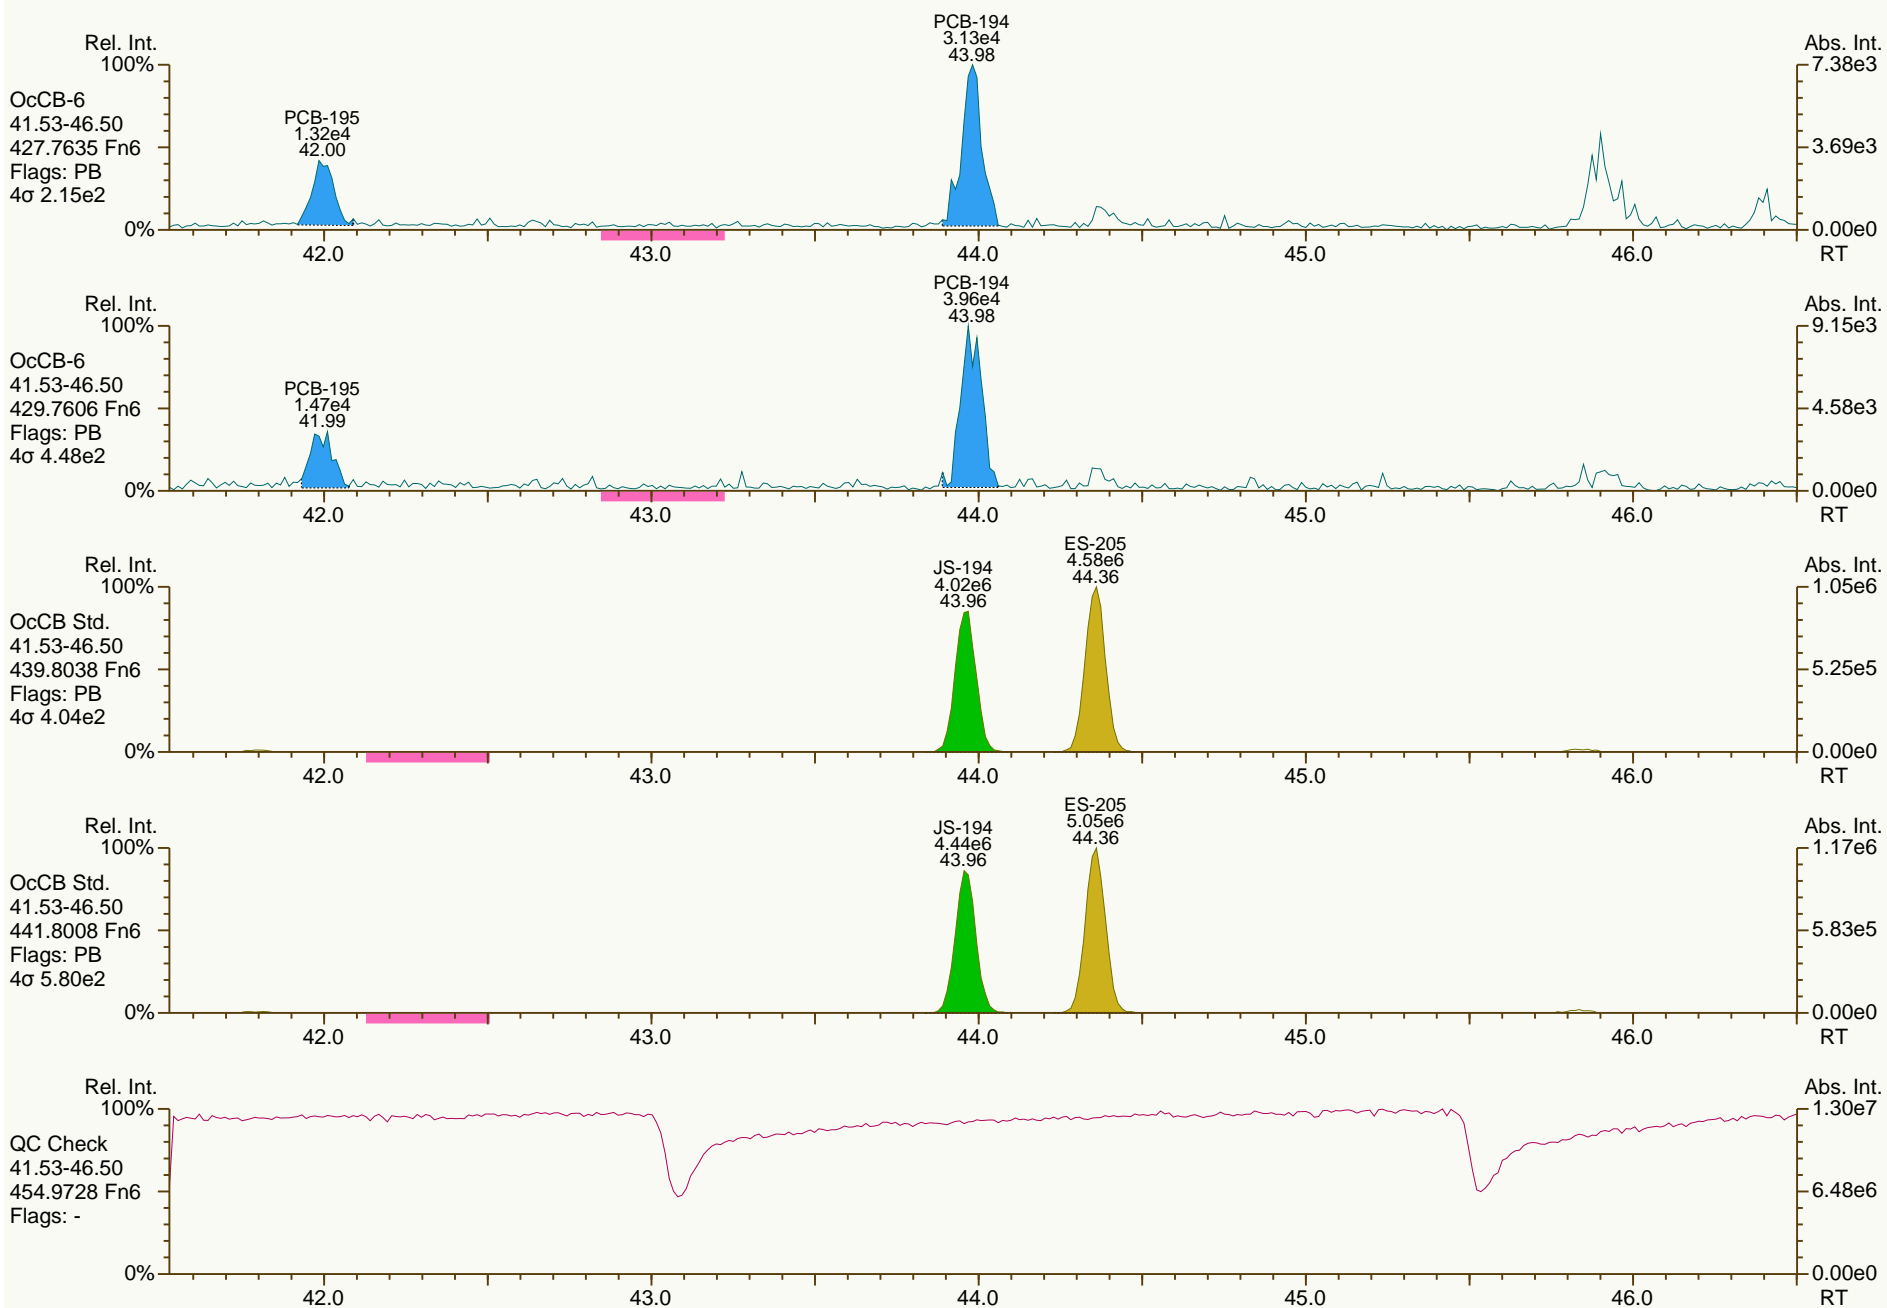 PCB-194
3.13e4
43.98
Rel. Int.
Abs. Int.
100%
7.38e3
OcCB-6
41.53-46.50
427.7635 Fn6
Flags: PB
4σ 2.15e2
PCB-195
1.32e4
42.00
3.69e3
0%
0.00e0
42.0 43.0 44.0 45.0 46.0 RT
PCB-194
3.96e4
43.98
Rel. Int.
Abs. Int.
100%
9.15e3
OcCB-6
41.53-46.50
429.7606 Fn6
Flags: PB
4σ 4.48e2
PCB-195
1.47e4
41.99
4.58e3
0%
0.00e0
42.0 43.0 44.0 45.0 46.0 RT
ES-205
4.58e6
44.36
JS-194
4.02e6
43.96
Rel. Int.
Abs. Int.
100%
1.05e6
OcCB Std.
41.53-46.50
439.8038 Fn6
Flags: PB
4σ 4.04e2
5.25e5
0%
0.00e0
42.0 43.0 44.0 45.0 46.0 RT
ES-205
5.05e6
44.36
JS-194
4.44e6
43.96
Rel. Int.
Abs. Int.
100%
1.17e6
OcCB Std.
41.53-46.50
441.8008 Fn6
Flags: PB
4σ 5.80e2
5.83e5
0%
0.00e0
42.0 43.0 44.0 45.0 46.0 RT
Rel. Int.
Abs. Int.
100%
1.30e7
QC Check
41.53-46.50
454.9728 Fn6
Flags: -
6.48e6
0%
0.00e0
42.0 43.0 44.0 45.0 46.0 RT